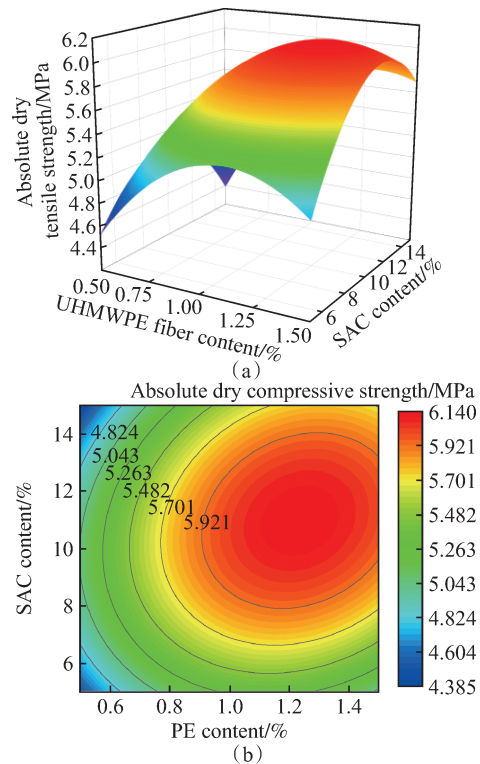 6.2
6.0
5.8
5.6
5.4
5.2
5.0
4.8
4.6
4.4
Absolute dry
tensile strength/MPa
0.50 0.75 1.00 1.25 1.50
UHMWPE fiber content/%
6 8 10 12 14
SAC content/%
(a)
Absolute dry compressive strength/MPa
14
12
10
8
6
SAC content/%
4.824
5.043
5.263
5.482
5.701
5.921
0.6 0.8 1.0 1.2 1.4
PE content/%
6.140
5.921
5.701
5.482
5.263
5.043
4.824
4.604
4.385
(b)